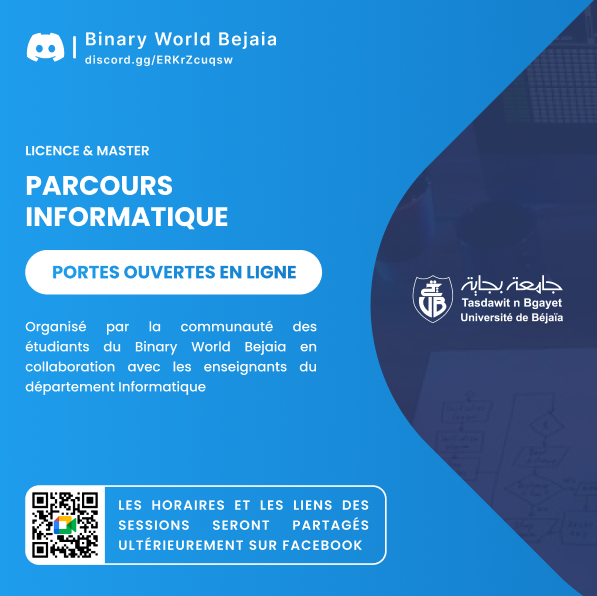 Binary World Bejaia
discord.gg/ERKrZcuqsw
LICENCE & MASTER
PARCOURS
INFORMATIQUE
PORTES OUVERTES EN LIGNE
Organisé par la communauté des
étudiants du Binary World Bejaia en
collaboration avec les enseignants du
département Informatique
جامعة بجاية
Tasdawit n Bgayet
Université de Béjaïa
UB
LES HORAIRES ET LES LIENS DES
SESSIONS SERONT PARTAGÉS
ULTÉRIEUREMENT SUR FACEBOOK